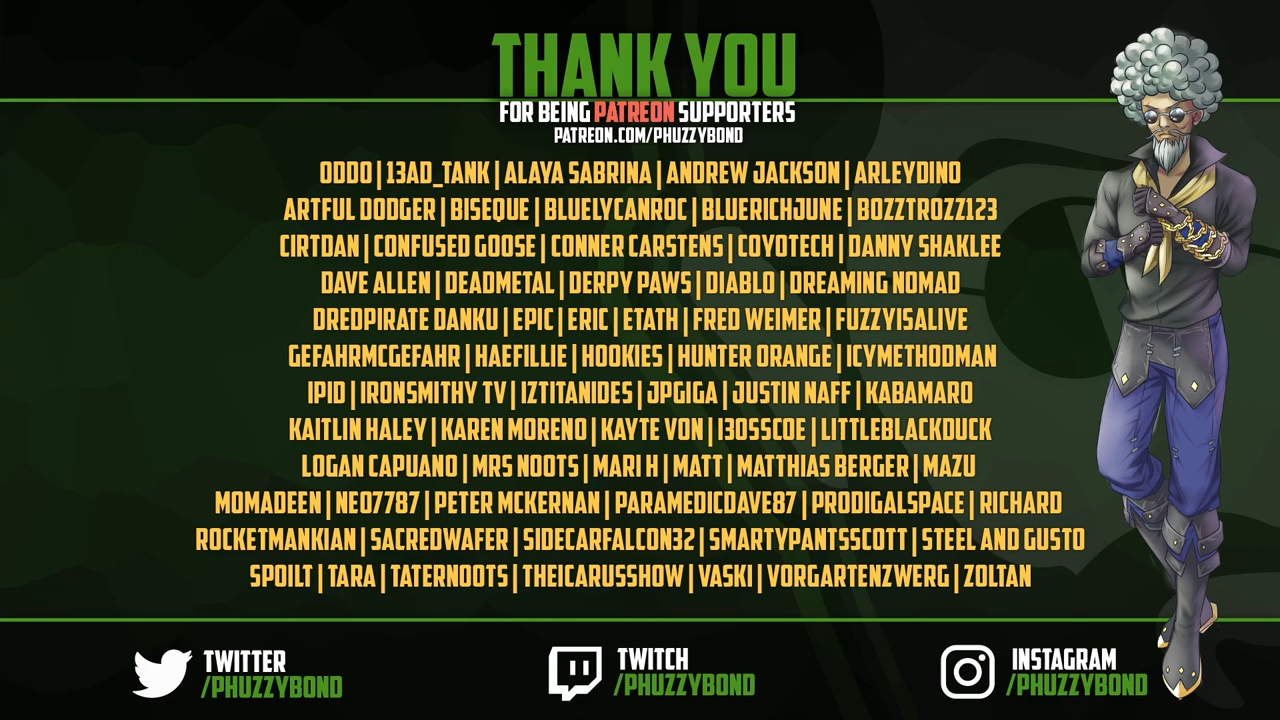 THANK YOU
FOR BEING PATREON SUPPORTERS
PATREON.COM/PHUZZYBOND
ODDO | 13AD_TANK | ALAYA SABRINA | ANDREW JACKSON | ARLEYDINO
ARTFUL DODGER | BISEQUE | BLUELYCANROC | BLUERICHJUNE | BOZZTROZZ123
CIRTDAN | CONFUSED GOOSE | CONNER CARSTENS | COYOTECH | DANNY SHAKLEE
DAVE ALLEN | DEADMETAL | DERPY PAWS | DIABLO | DREAMING NOMAD
DREDPIRATE DANKU | EPIC | ERIC | ETATH | FRED WEIMER | FUZZYISALIVE
GEFAHRMCGEFAHR | HAEFILLIE | HOOKIES | HUNTER ORANGE | ICYMETHODMAN
IPID | IRONSMITHY TV | IZTITANIDES | JPGIGA | JUSTIN NAFF | KABAMARO
KAITLIN HALEY | KAREN MORENO | KAYTE VON | I30SSCOE | LITTLEBLACKDUCK
LOGAN CAPUANO | MRS NOOTS | MARI H | MATT | MATTHIAS BERGER | MAZU
MOMADEEN | NEO7787 | PETER MCKERNAN | PARAMEDICDAVE87 | PRODIGALSPACE | RICHARD
ROCKETMANKIAN | SACREDWAFER | SIDECARFALCON32 | SMARTYPANTSSCOTT | STEEL AND GUSTO
SPOILT | TARA | TATERNOOTS | THEICARUSSHOW | VASKI | VORGARTENZWERG | ZOLTAN
TWITTER
/PHUZZYBOND
TWITCH
/PHUZZYBOND
INSTAGRAM
/PHUZZYBOND